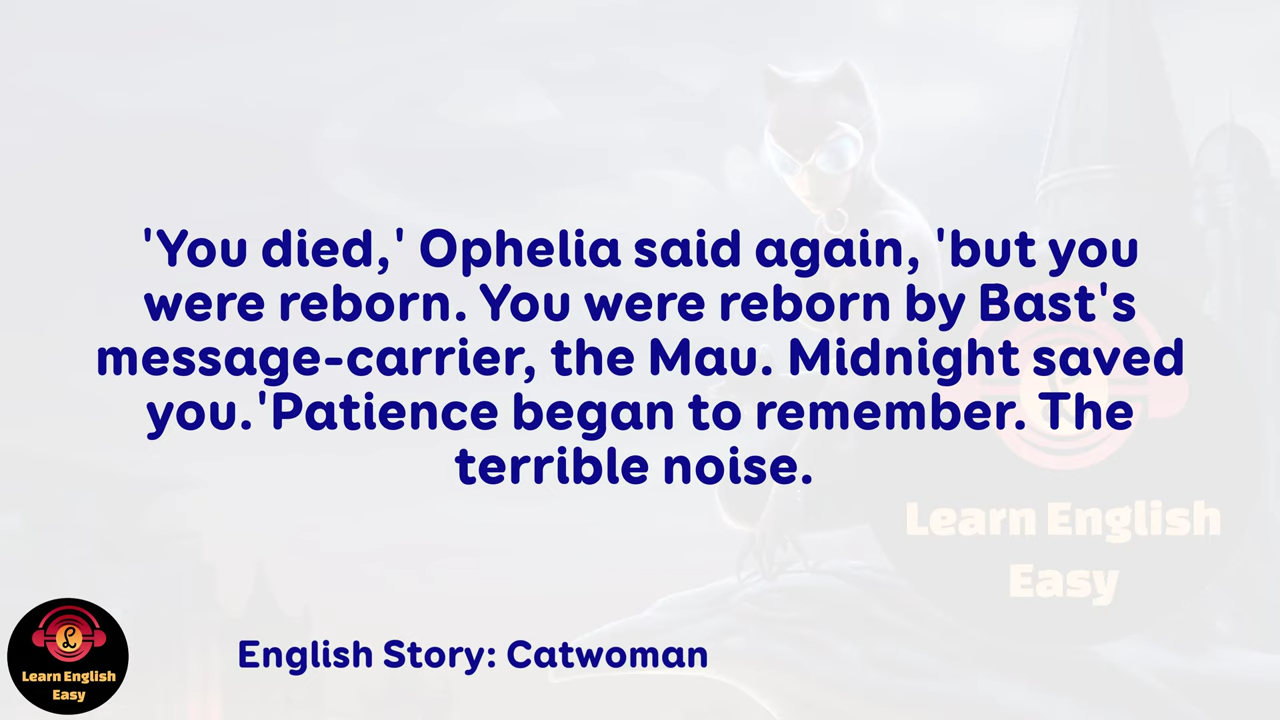 'You died,' Ophelia said again, 'but you
were reborn. You were reborn by Bast's
message-carrier, the Mau. Midnight saved
you.'Patience began to remember. The
terrible noise.
Learn English
Easy
English Story: Catwoman
Learn English
Easy